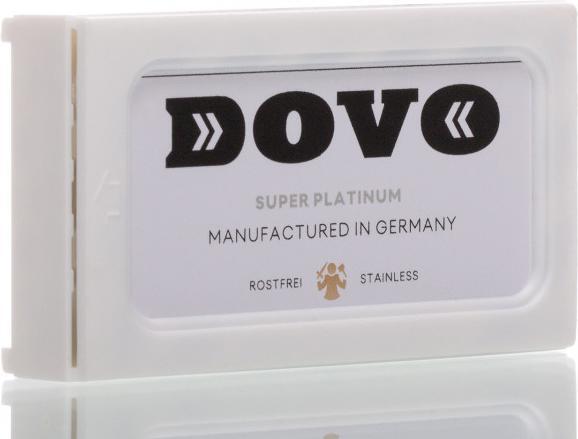 DOVO
SUPER PLATINUM
MANUFACTURED IN GERMANY
ROSTFREI STAINLESS